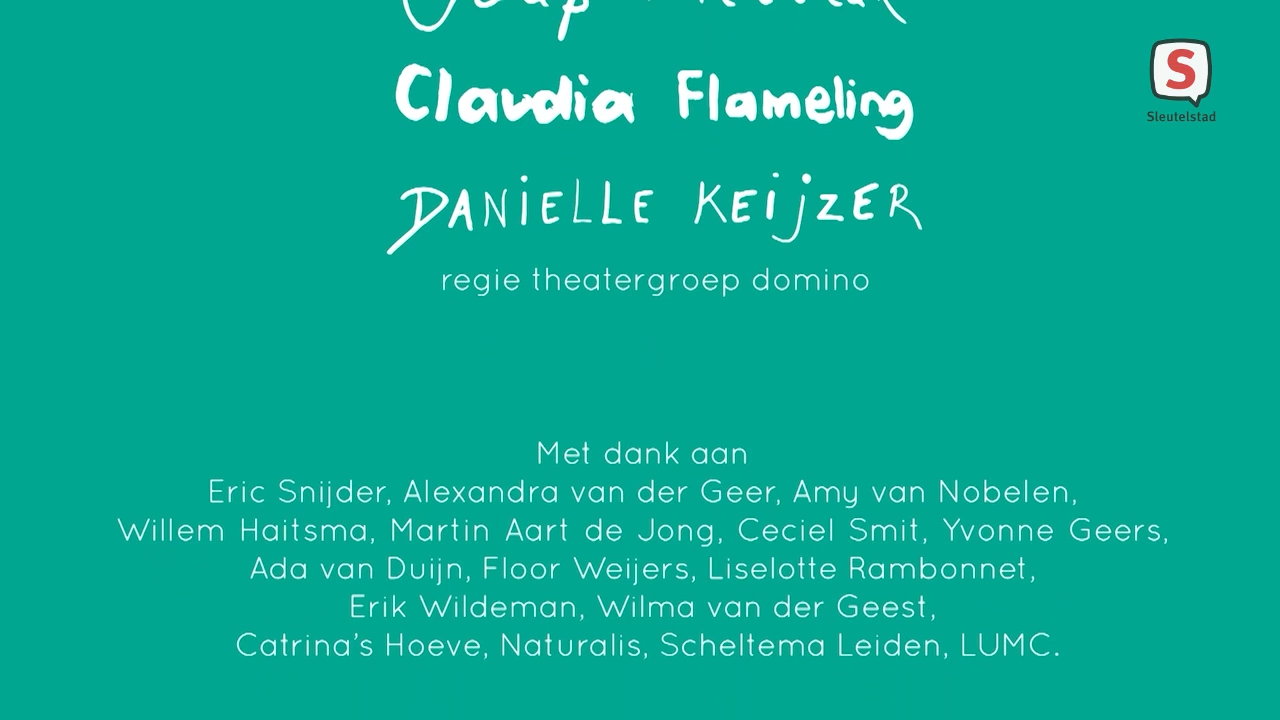 Claudia Flameling
DANiELLE KEijZER
regie theatergroep domino
Met dank aan
Eric Snijder, Alexandra van der Geer, Amy van Nobelen,
Willem Haitsma, Martin Aart de Jong, Ceciel Smit, Yvonne Geers,
Ada van Duijn, Floor Weijers, Liselotte Rambonnet,
Erik Wildeman, Wilma van der Geest,
Catrina's Hoeve, Naturalis, Scheltema Leiden, LUMC.
S
Sleutelstad